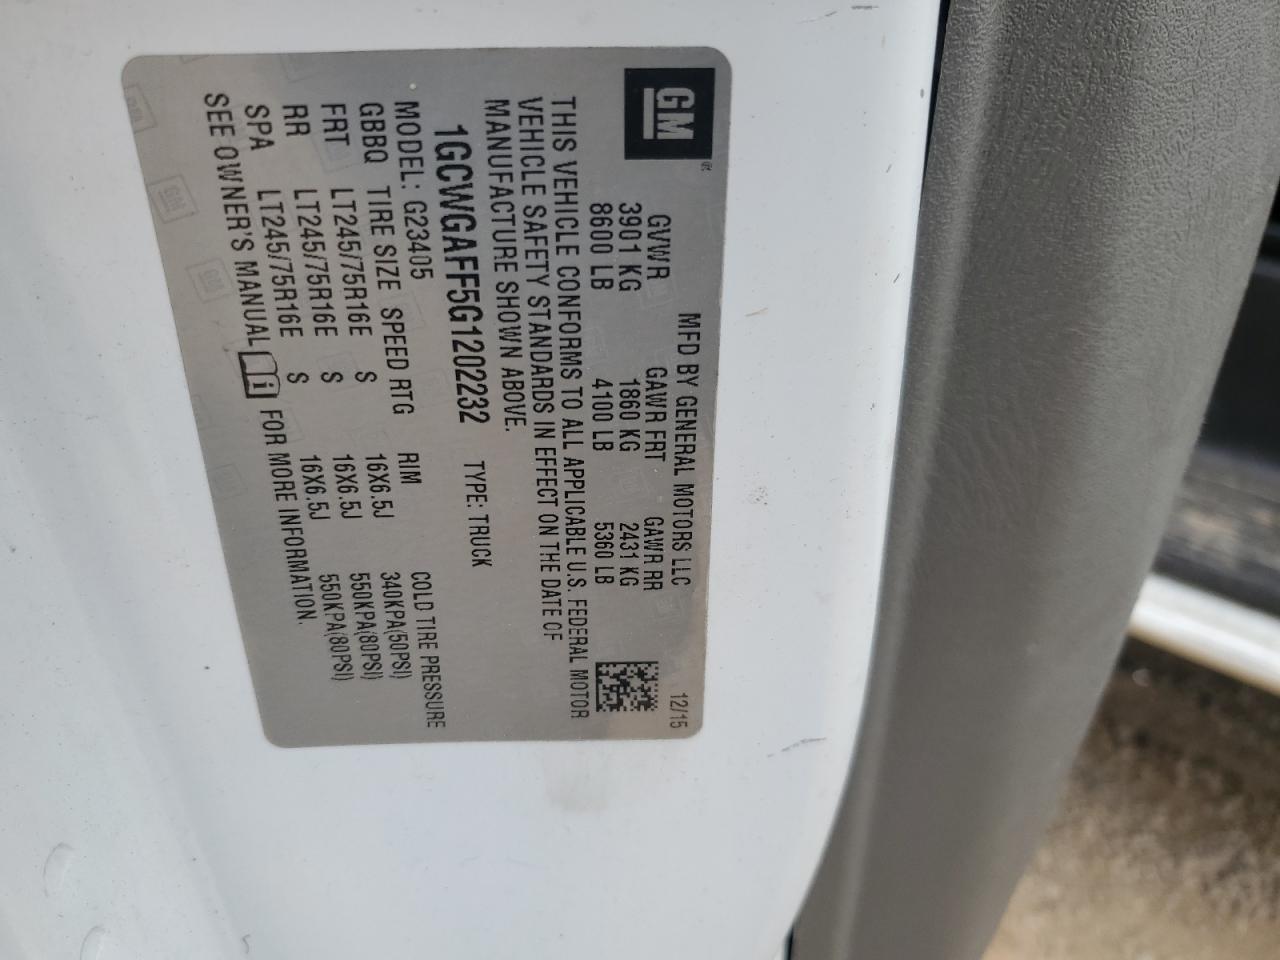 GM
MFD BY GENERAL MOTORS LLC 12/15
GVWR GAWR FRT GAWR RR
3901 KG 1860 KG 2431 KG
8600 LB 4100 LB 5360 LB
THIS VEHICLE CONFORMS TO ALL APPLICABLE U.S. FEDERAL MOTOR
VEHICLE SAFETY STANDARDS IN EFFECT ON THE DATE OF
MANUFACTURE SHOWN ABOVE.
1GCWGAFF5G1202232 TYPE: TRUCK
MODEL: G23405
GBBQ TIRE SIZE SPEED RTG RIM COLD TIRE PRESSURE
FRT LT245/75R16E S 16X6.5J 340KPA(50PSI)
RR LT245/75R16E S 16X6.5J 550KPA(80PSI)
SPA LT245/75R16E S 16X6.5J 550KPA(80PSI)
SEE OWNER'S MANUAL FOR MORE INFORMATION.